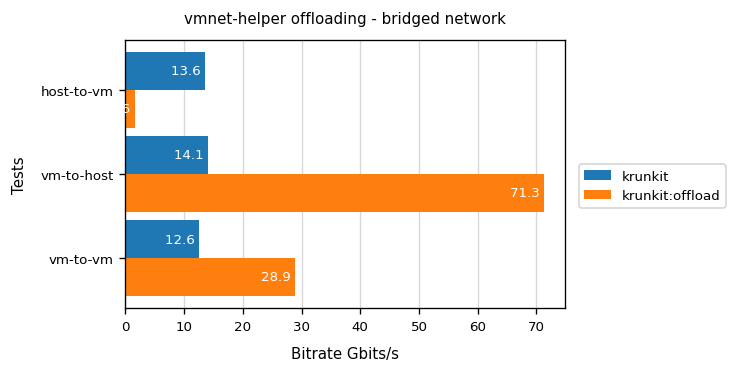 vmnet-helper offloading - bridged network
host-to-vm
13.6
6
vm-to-host
14.1
71.3
vm-to-vm
12.6
28.9
Tests
0 10 20 30 40 50 60 70
Bitrate Gbits/s
krunkit
krunkit:offload